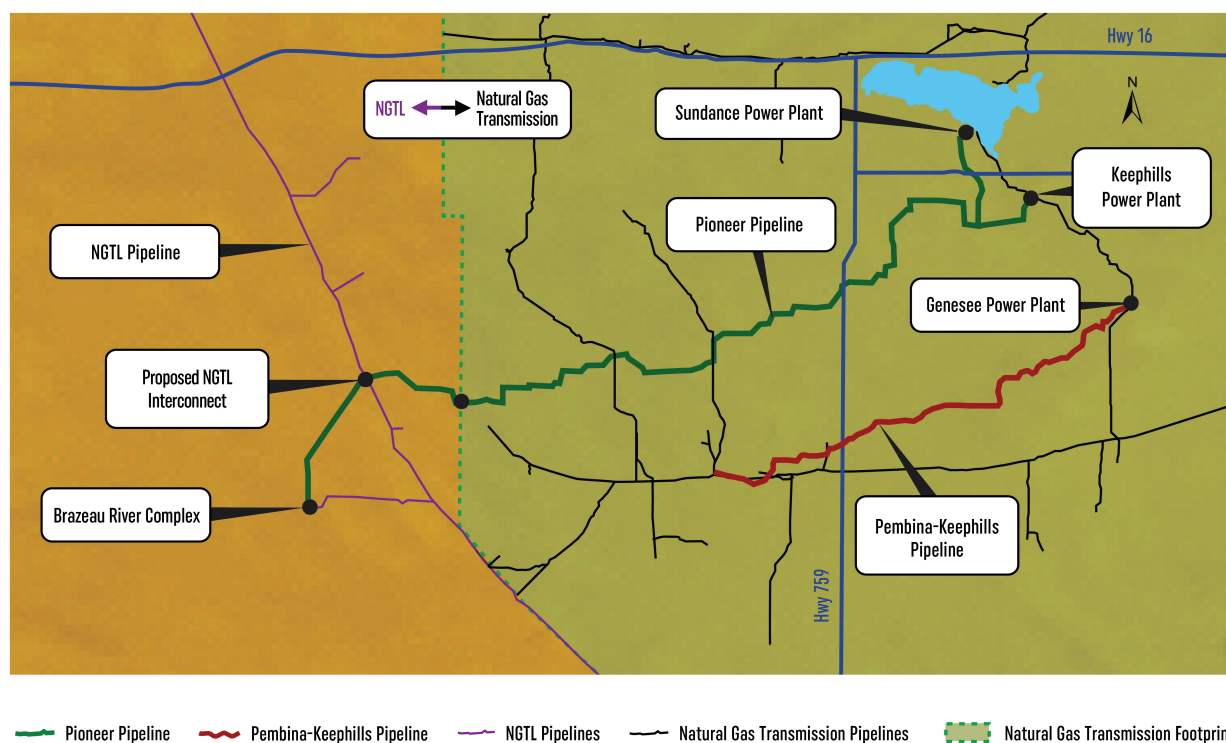 Hwy 16
N
NGTL
Natural Gas
Transmission
Sundance Power Plant
Keephills
Power Plant
Pioneer Pipeline
NGTL Pipeline
Genesee Power Plant
Proposed NGTL
Interconnect
Brazeau River Complex
Pembina-Keephills
Pipeline
Hwy 759
Pioneer Pipeline
Pembina-Keephills Pipeline
NGTL Pipelines
Natural Gas Transmission Pipelines
Natural Gas Transmission Footprin